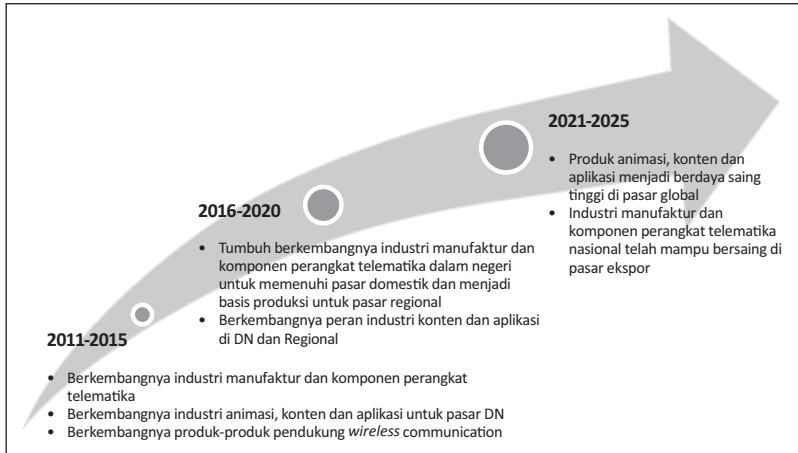 2011-2015
• Berkembangnya industri manufaktur dan komponen perangkat
telematika
• Berkembangnya industri animasi, konten dan aplikasi untuk pasar DN
• Berkembangnya produk-produk pendukung wireless communication
2016-2020
• Tumbuh berkembangnya industri manufaktur dan
komponen perangkat telematika dalam negeri
untuk memenuhi pasar domestik dan menjadi
basis produksi untuk pasar regional
• Berkembangnya peran industri konten dan aplikasi
di DN dan Regional
2021-2025
• Produk animasi, konten dan
aplikasi menjadi berdaya saing
tinggi di pasar global
• Industri manufaktur dan
komponen perangkat telematika
nasional telah mampu bersaing di
pasar ekspor